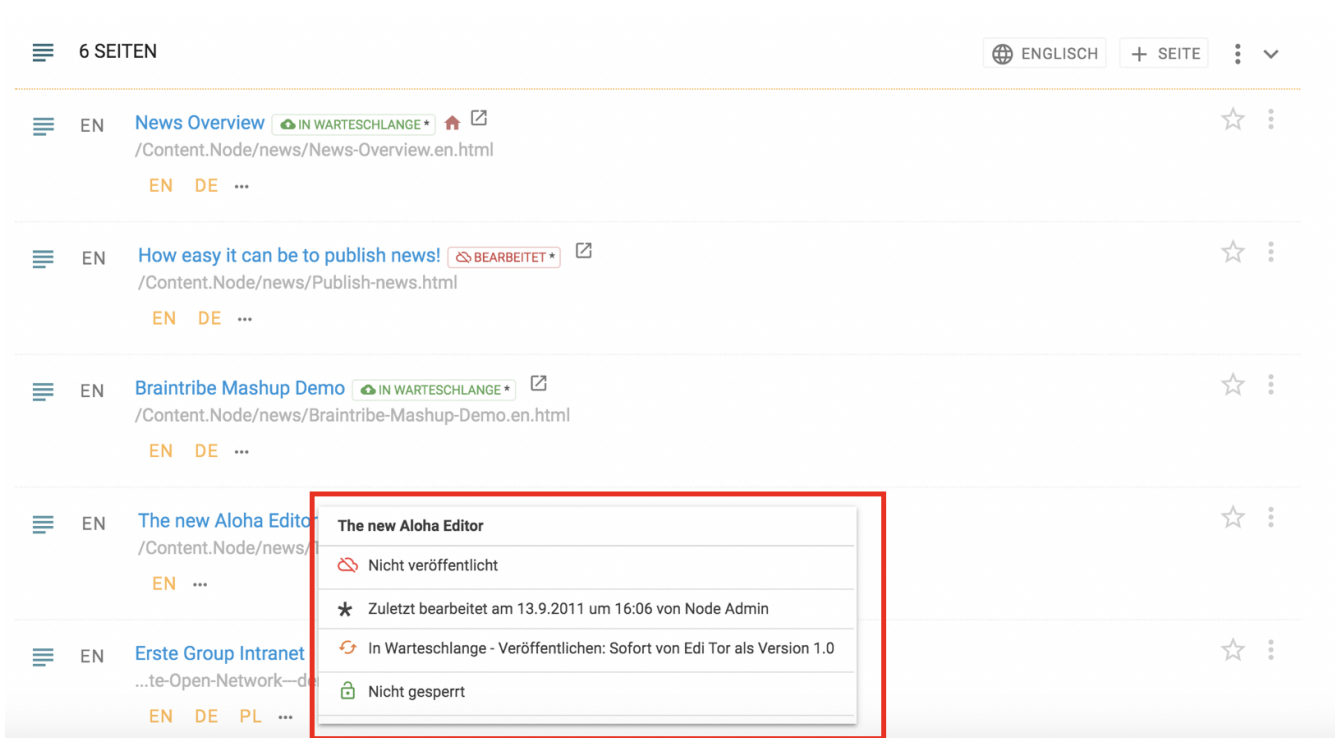 6 SEITEN
ENGLISCH
+ SEITE
EN News Overview IN WARTESCHLANGE *
/Content.Node/news/News-Overview.en.html
EN DE ...
EN How easy it can be to publish news! BEARBEITET *
/Content.Node/news/Publish-news.html
EN DE ...
EN Braintribe Mashup Demo IN WARTESCHLANGE *
/Content.Node/news/Braintribe-Mashup-Demo.en.html
EN DE ...
EN The new Aloha Editor
/Content.Node/news/
EN ...
The new Aloha Editor
Nicht veröffentlicht
* Zuletzt bearbeitet am 13.9.2011 um 16:06 von Node Admin
In Warteschlange - Veröffentlichen: Sofort von Edi Tor als Version 1.0
Nicht gesperrt
EN Erste Group Intranet
...te-Open-Network---de
EN DE PL ...